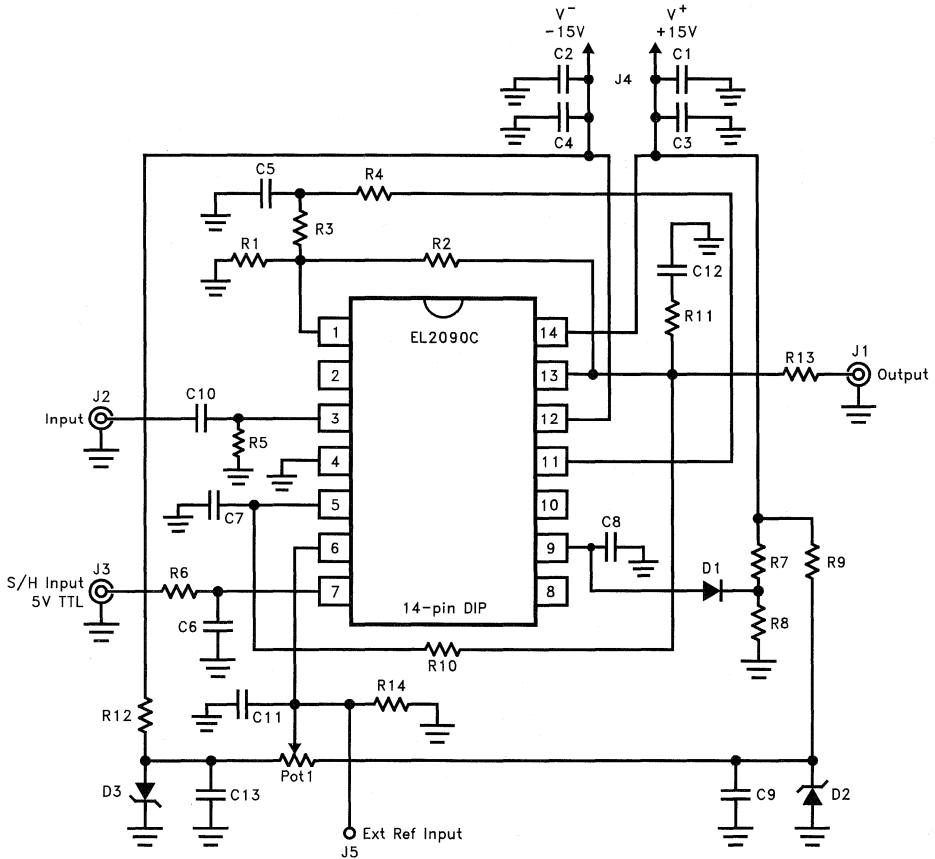 V⁻
-15V
V⁺
+15V
C2
J4
C1
C4
C3
C5
R4
R3
R1
R2
C12
R11
EL2090C
1
14
R13
J1
Output
2
13
J2
Input
C10
3
12
R5
4
11
C7
5
10
6
9
C8
S/H Input
5V TTL
J3
R6
7
8
D1
R7
R9
14-pin DIP
C6
R8
R10
R14
C11
R12
Pot1
D3
C13
C9
D2
Ext Ref Input
J5